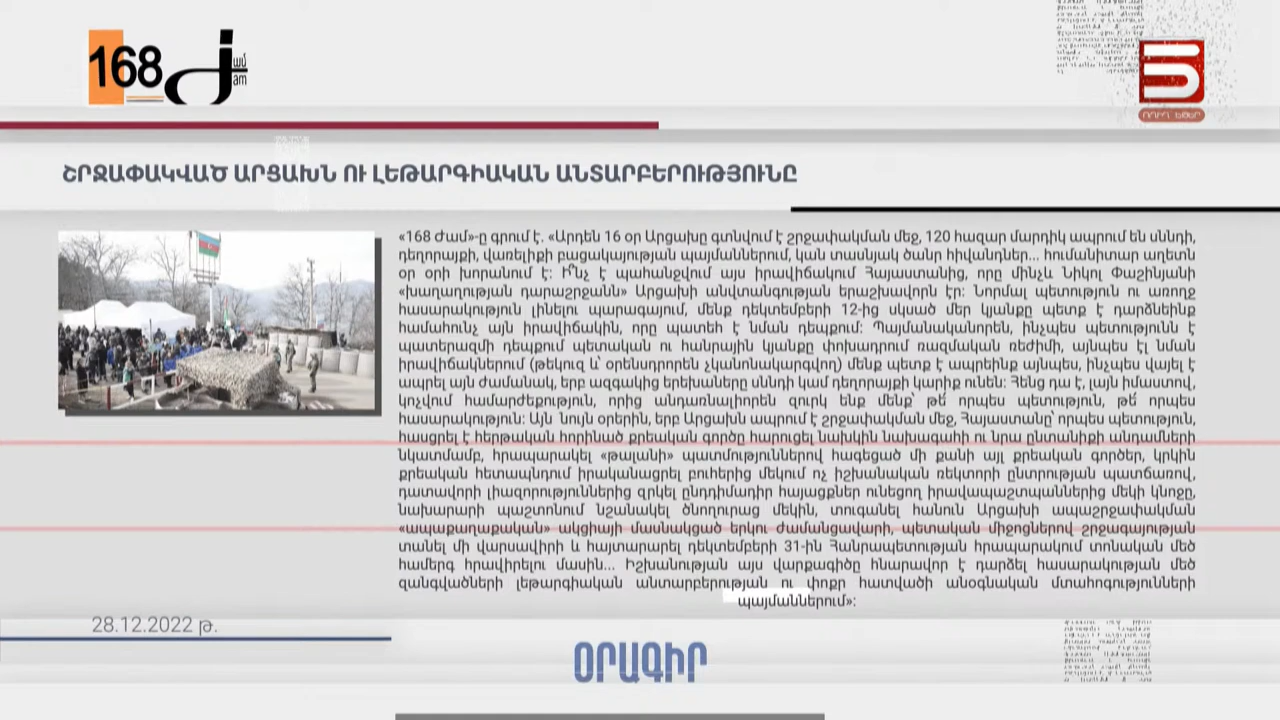 168 Ժամ
ՈՒՂԻՂ ԵԹԵՐ
ՇՐՋԱՓԱԿՎԱԾ ԱՐՑԱԽՆ ՈՒ ԼԵԹԱՐԳԻԱԿԱՆ ԱՆՏԱՐԲԵՐՈՒԹՅՈՒՆԸ
«168 Ժամ»-ը գրում է. «Արդեն 16 օր Արցախը գտնվում է շրջափակման մեջ, 120 հազար մարդիկ ապրում են սննդի,
դեղորայքի, վառելիքի բացակայության պայմաններում, կան տասնյակ ծանր հիվանդներ... հումանիտար աղետն
օր օրի խորանում է: Ի՞նչ է պահանջվում այս իրավիճակում Հայաստանից, որը մինչև Նիկոլ Փաշինյանի
«խաղաղության դարաշրջանն» Արցախի անվտանգության երաշխավորն էր: Նորմալ պետություն ու առողջ
հասարակություն լինելու պարագայում, մենք դեկտեմբերի 12-ից սկսած մեր կյանքը պետք է դարձնեինք
համահունչ այն իրավիճակին, որը պատեհ է նման դեպքում: Պայմանականորեն, ինչպես պետությունն է
պատերազմի դեպքում պետական ու հանրային կյանքը փոխադրում ռազմական ռեժիմի, այնպես էլ նման
իրավիճակներում (թեկուզ և՝ օրենսդրորեն չկանոնակարգվող) մենք պետք է ապրեինք այնպես, ինչպես վայել է
ապրել այն ժամանակ, երբ ազգակից երեխաները սննդի կամ դեղորայքի կարիք ունեն: Հենց դա է, լայն իմաստով,
կոչվում համարժեքություն, որից անդառնալիորեն զուրկ ենք մենք՝ թե՛ որպես պետություն, թե՛ որպես
հասարակություն: Այն նույն օրերին, երբ Արցախն ապրում է շրջափակման մեջ, Հայաստանը՝ որպես պետություն,
հասցրել է հերթական հորինած քրեական գործը հարուցել նախկին նախագահի ու նրա ընտանիքի անդամների
նկատմամբ, հրապարակել «թալանի» պատմություններով հագեցած մի քանի այլ քրեական գործեր, կրկին
քրեական հետապնդում իրականացրել բուհերից մեկում ոչ իշխանական ռեկտորի ընտրության պատճառով,
դատավորի լիազորություններից զրկել ընդդիմադիր հայացքներ ունեցող իրավապաշտպաններից մեկի կնոջը,
նախարարի պաշտոնում նշանակել ծնողուրաց մեկին, տուգանել հանուն Արցախի ապաշրջափակման
«ապաքաղաքական» ակցիայի մասնակցած երկու ժամանցավարի, պետական միջոցներով շրջագայության
տանել մի վարսավիրի և հայտարարել դեկտեմբերի 31-ին Հանրապետության հրապարակում տոնական մեծ
համերգ հրավիրելու մասին... Իշխանության այս վարքագիծը հնարավոր է դարձել հասարակության մեծ
զանգվածների լեթարգիական անտարբերության ու փոքր հատվածի անօգնական մտահոգությունների
պայմաններում»:
28.12.2022 թ.
ՕՐԱԳԻՐ